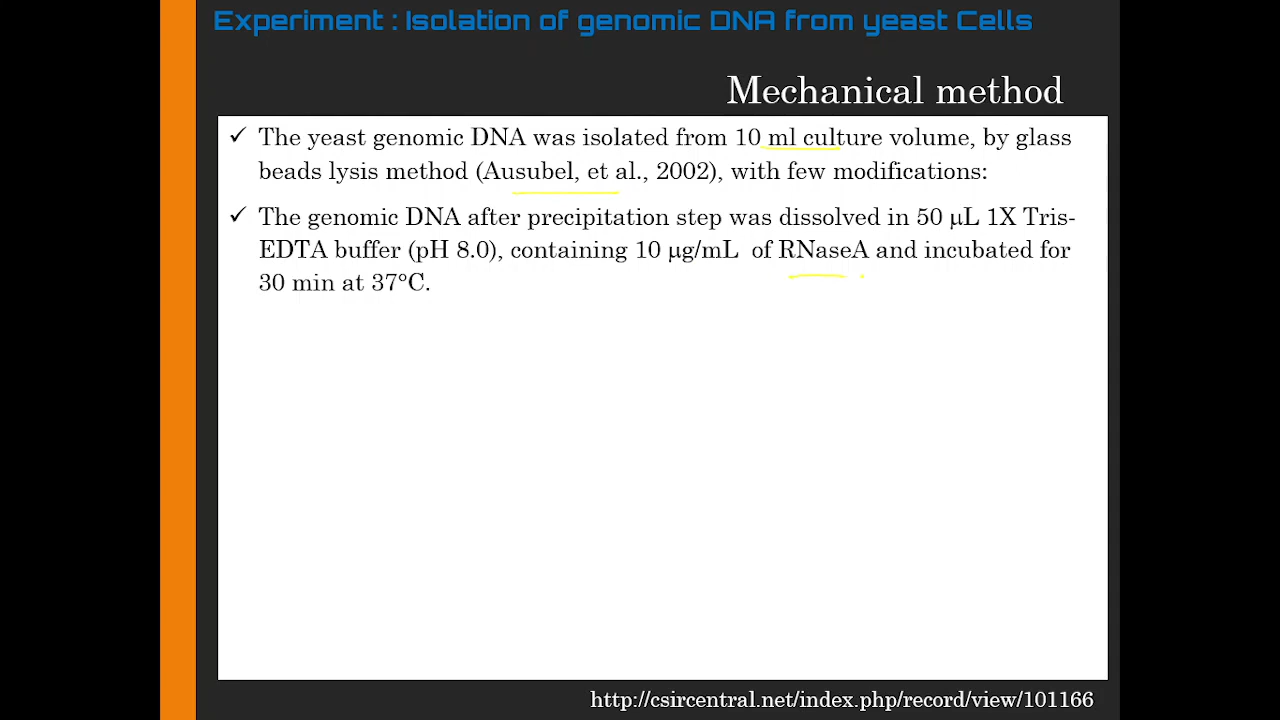 Experiment : Isolation of genomic DNA from yeast Cells
Mechanical method
✓ The yeast genomic DNA was isolated from 10 ml culture volume, by glass
beads lysis method (Ausubel, et al., 2002), with few modifications:
✓ The genomic DNA after precipitation step was dissolved in 50 µL 1X Tris-
EDTA buffer (pH 8.0), containing 10 µg/mL of RNaseA and incubated for
30 min at 37°C.
http://csircentral.net/index.php/record/view/101166